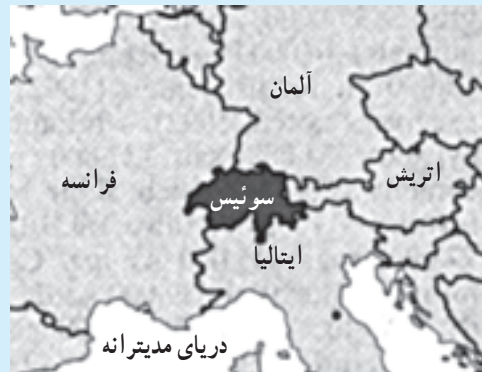 آلمان
اتریش
فرانسه
سوئیس
ایتالیا
دریای مدیترانه